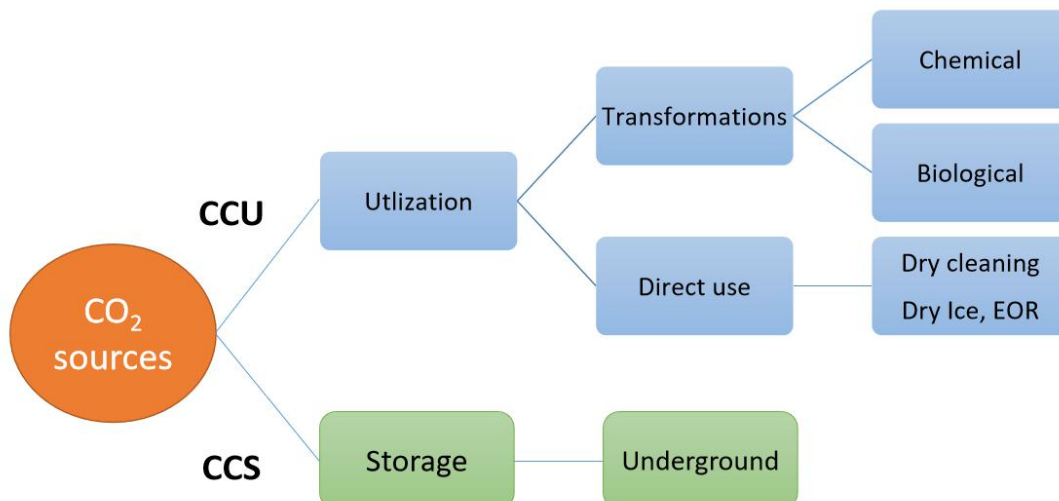 Chemical
Transformations
Biological
CCU
Utlization
Direct use
Dry cleaning
Dry Ice, EOR
CO₂
sources
CCS
Storage
Underground